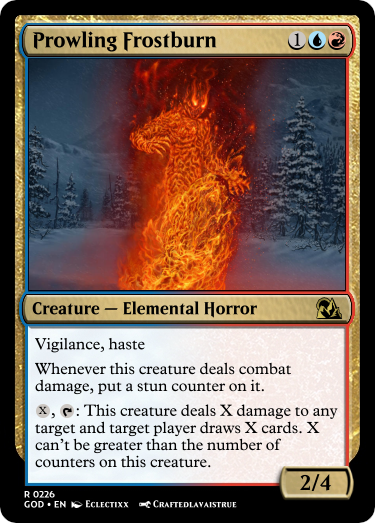 Prowling Frostburn 1
Creature — Elemental Horror
Vigilance, haste
Whenever this creature deals combat
damage, put a stun counter on it.
X, : This creature deals X damage to any
target and target player draws X cards. X
can't be greater than the number of
counters on this creature.
2/4
R 0226
GOD • EN Eclectixx Craftedlavaistrue